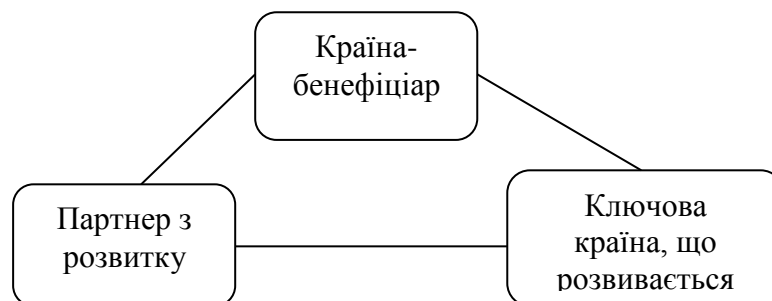 Країна-
бенефіціар
Партнер з
розвитку
Ключова
країна, що
розвивається